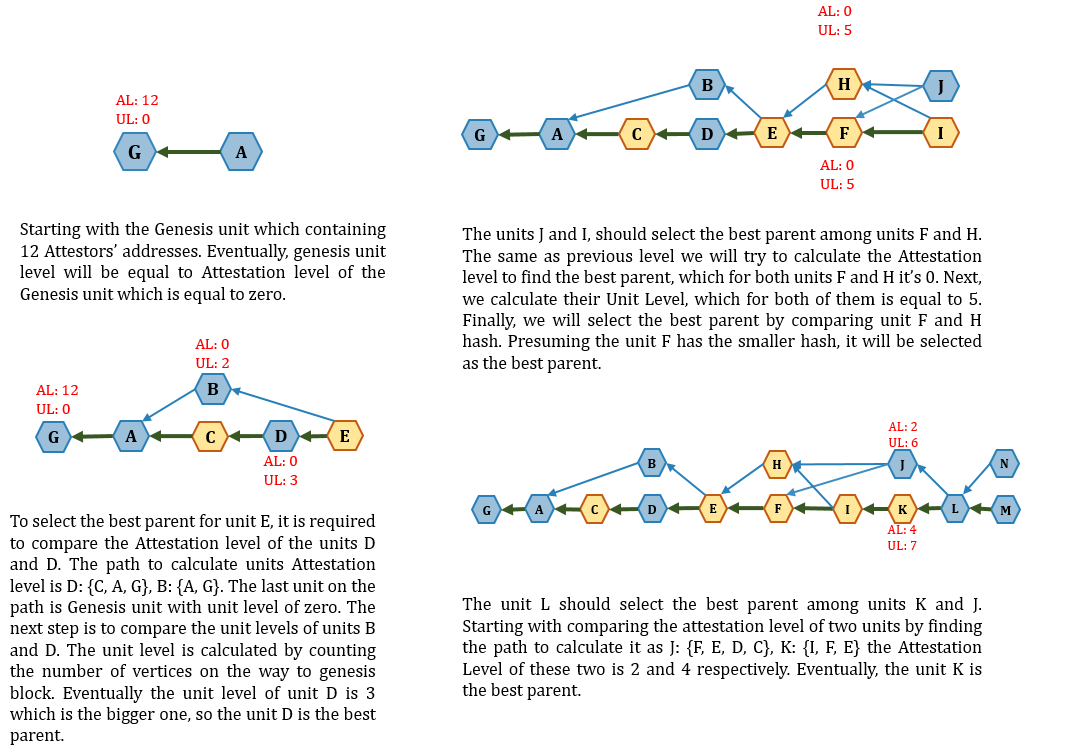 AL: 12
UL: 0
G A
Starting with the Genesis unit which containing
12 Attestors’ addresses. Eventually, genesis unit
level will be equal to Attestation level of the
Genesis unit which is equal to zero.
AL: 0
UL: 2
B
AL: 12
UL: 0
G A C D E
AL: 0
UL: 3
To select the best parent for unit E, it is required
to compare the Attestation level of the units D
and D. The path to calculate units Attestation
level is D: {C, A, G}, B: {A, G}. The last unit on the
path is Genesis unit with unit level of zero. The
next step is to compare the unit levels of units B
and D. The unit level is calculated by counting
the number of vertices on the way to genesis
block. Eventually the unit level of unit D is 3
which is the bigger one, so the unit D is the best
parent.
AL: 0
UL: 5
B H J
G A C D E F I
AL: 0
UL: 5
The units J and I, should select the best parent among units F and H.
The same as previous level we will try to calculate the Attestation
level to find the best parent, which for both units F and H it’s 0. Next,
we calculate their Unit Level, which for both of them is equal to 5.
Finally, we will select the best parent by comparing unit F and H
hash. Presuming the unit F has the smaller hash, it will be selected
as the best parent.
AL: 2
UL: 6
B H J N
G A C D E F I K L M
AL: 4
UL: 7
The unit L should select the best parent among units K and J.
Starting with comparing the attestation level of two units by finding
the path to calculate it as J: {F, E, D, C}, K: {I, F, E} the Attestation
Level of these two is 2 and 4 respectively. Eventually, the unit K is
the best parent.